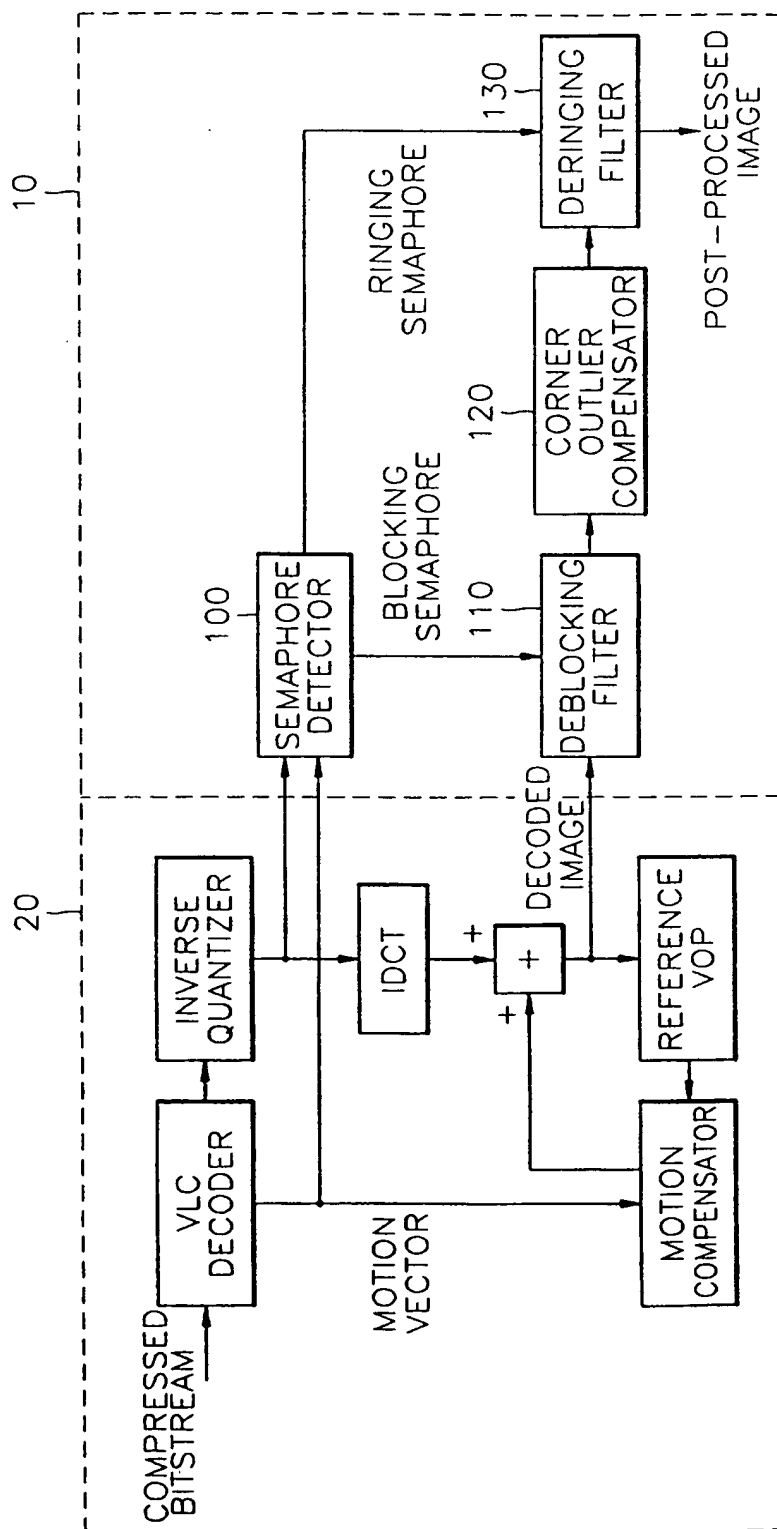 20
10
COMPRESSED
BITSTREAM
VLC
DECODER
INVERSE
QUANTIZER
100
SEMAPHORE
DETECTOR
RINGING
SEMAPHORE
MOTION
VECTOR
IDCT
BLOCKING
SEMAPHORE
+
+
+
DECODED
IMAGE
110
DEBLOCKING
FILTER
120
CORNER
OUTLIER
COMPENSATOR
130
DERINGING
FILTER
MOTION
COMPENSATOR
REFERENCE
VOP
POST-PROCESSED
IMAGE